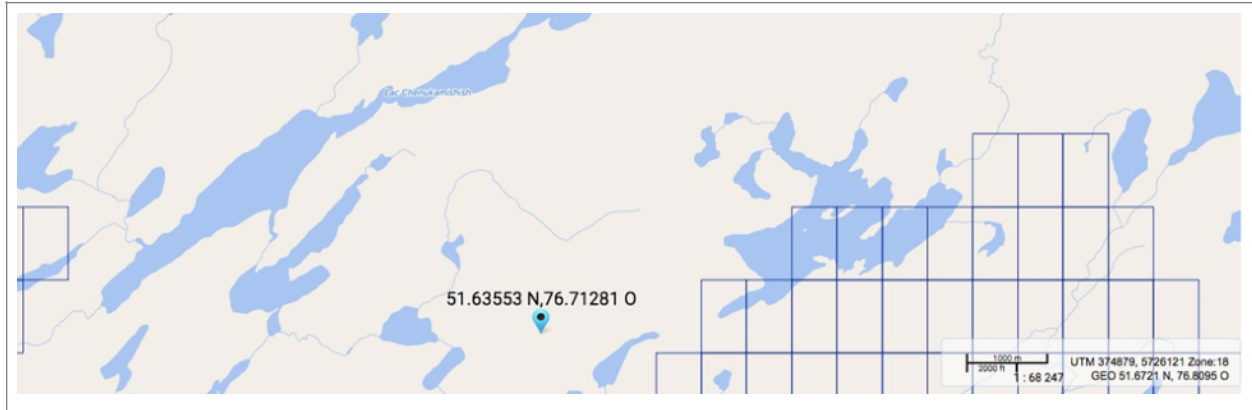 Lac Chenukamishish
51.63553 N,76.71281 O
1000 m
2000 ft
1 : 68 247
UTM 374879, 5726121 Zone:18
GEO 51.6721 N, 76.8095 O